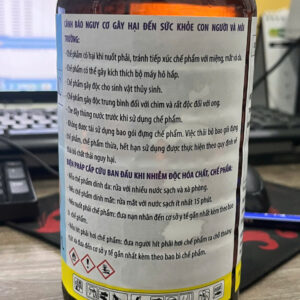 CẢNH BÁO NGUY CƠ GÂY HẠI ĐẾN SỨC KHỎE CON NGƯỜI VÀ MÔI
TRƯỜNG:
- Chế phẩm có hại khi nuốt phải, tránh tiếp xúc chế phẩm với miệng, mắt và da.
- Chế phẩm có thể gây kích thích bộ máy hô hấp.
- Chế phẩm gây độc cho sinh vật thủy sinh.
- Chế phẩm gây độc trung bình đối với chim và rất độc đối với ong.
- Thu dây tháng nước trước khi sử dụng chế phẩm.
- Không được tái sử dụng bao gói đựng chế phẩm. Việc thải bỏ bao gói đựng
chế phẩm, chế phẩm thừa, hết hạn sử dụng được thực hiện theo quy định về
thải bỏ chất thải nguy hại.
BIỆN PHÁP CẤP CỨU BAN ĐẦU KHI NHIỄM ĐỘC HÓA CHẤT, CHẾ PHẨM:
- Nếu chế phẩm dính da: rửa với nhiều nước sạch và xà phòng.
- Nếu chế phẩm dính mắt: rửa mắt với nước sạch ít nhất 15 phút.
- Nếu nuốt phải chế phẩm: đưa nạn nhân đến cơ sở y tế gần nhất kèm theo bao
bì chế phẩm.
- Nếu hít phải hơi chế phẩm: đưa người hít phải hơi chế phẩm ra chỗ thoáng
đến cơ sở y tế gần nhất kèm theo bao bì chế phẩm.